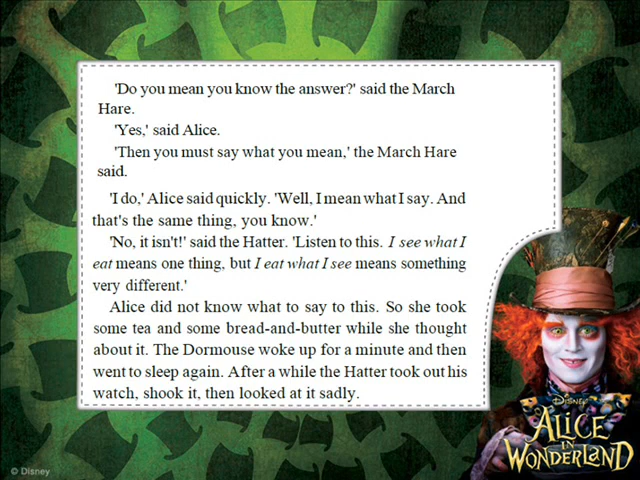 'Do you mean you know the answer?' said the March
Hare.
'Yes,' said Alice.
'Then you must say what you mean,' the March Hare
said.
'I do,' Alice said quickly. 'Well, I mean what I say. And
that's the same thing, you know.'
'No, it isn't!' said the Hatter. 'Listen to this. I see what I
eat means one thing, but I eat what I see means something
very different.'
Alice did not know what to say to this. So she took
some tea and some bread-and-butter while she thought
about it. The Dormouse woke up for a minute and then
went to sleep again. After a while the Hatter took out his
watch, shook it, then looked at it sadly.
DISNEY
ALICE
IN
WONDERLAND
© Disney